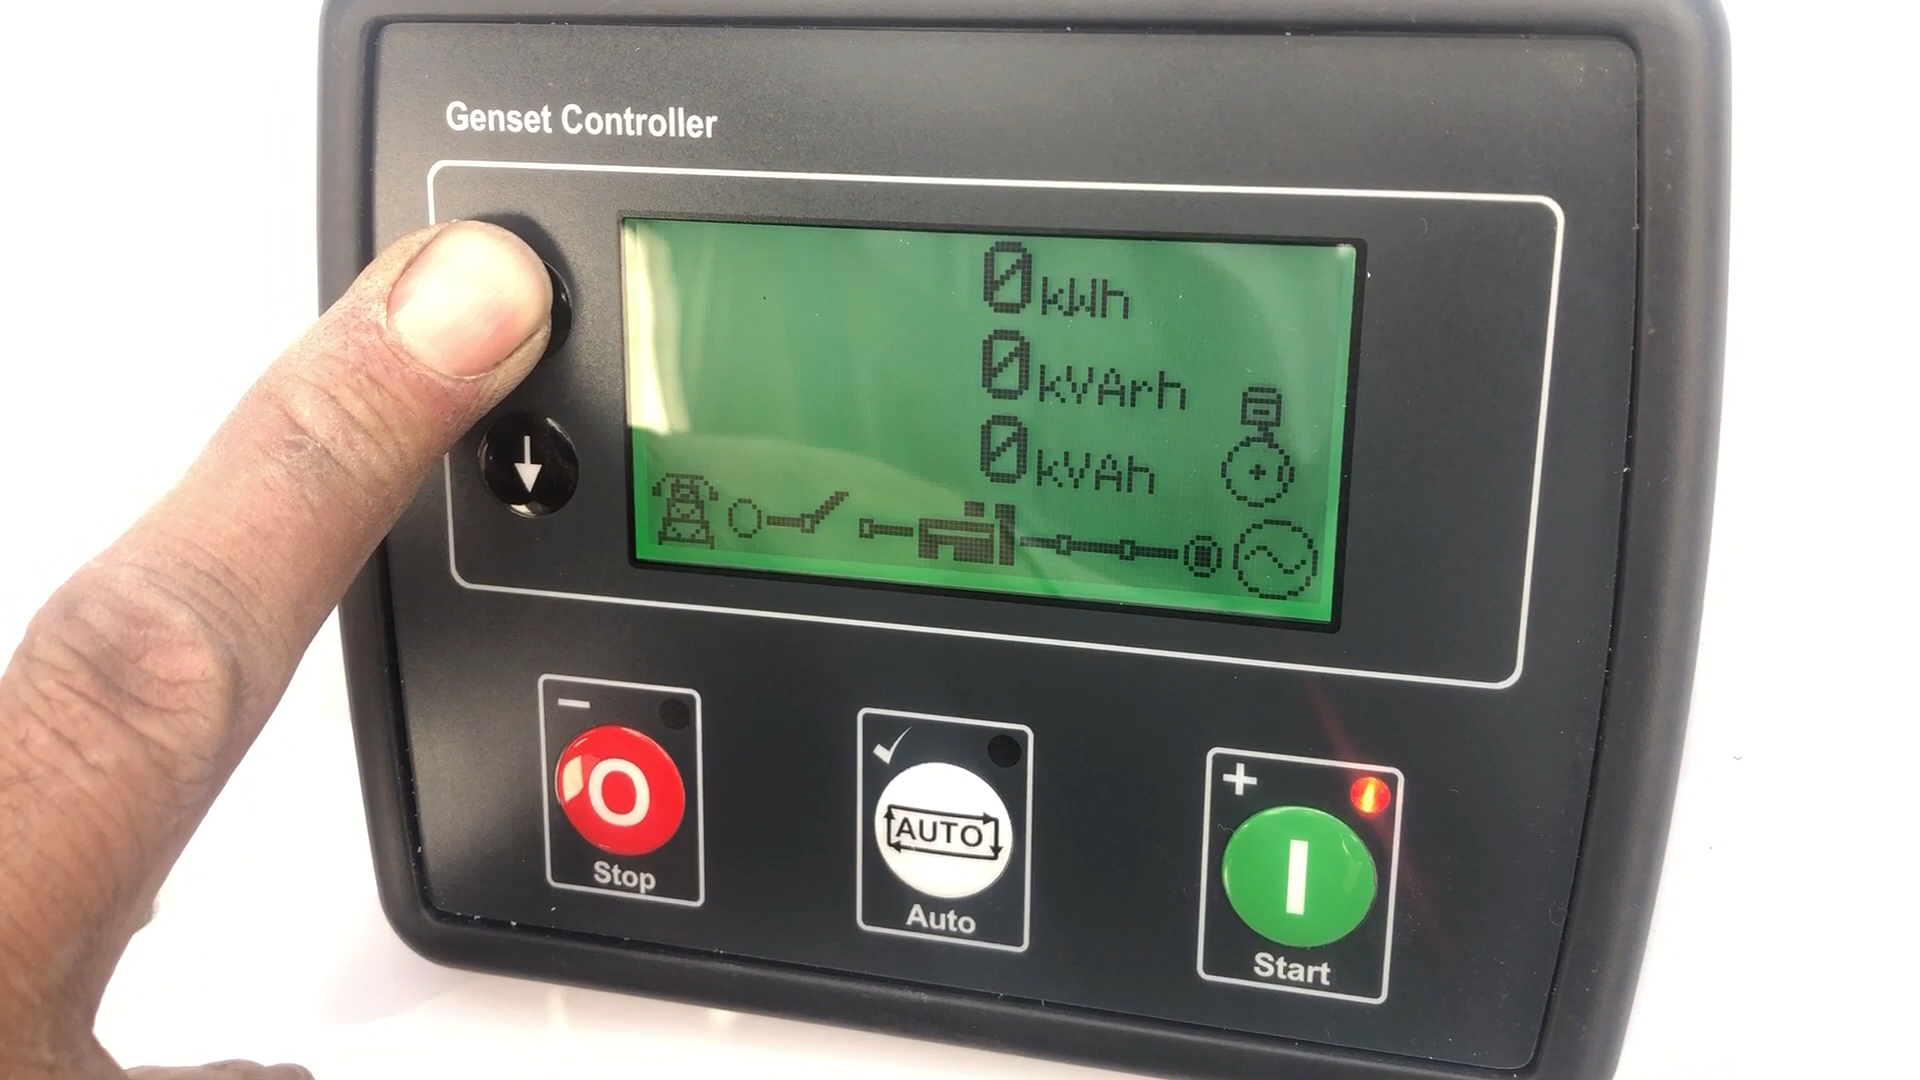 Genset Controller
0 kWh
0 kVArh
0 kVAh
O
Stop
AUTO
Auto
I
Start